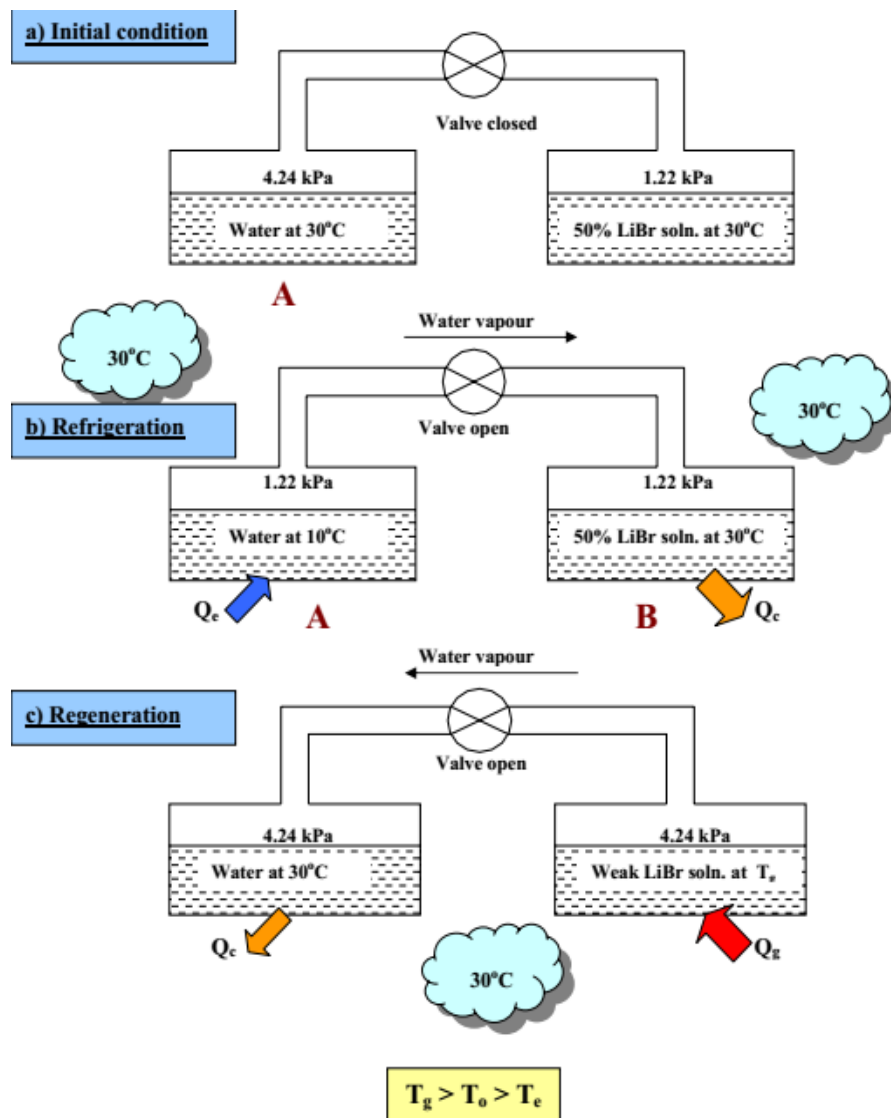 a) Initial condition
Valve closed
4.24 kPa
1.22 kPa
Water at 30°C
50% LiBr soln. at 30°C
A
Water vapour
30°C
30°C
b) Refrigeration
Valve open
1.22 kPa
1.22 kPa
Water at 10°C
50% LiBr soln. at 30°C
Qe
A
B
Qc
Water vapour
c) Regeneration
Valve open
4.24 kPa
4.24 kPa
Water at 30°C
Weak LiBr soln. at Tg
Qc
Qg
30°C
Tg > To > Te